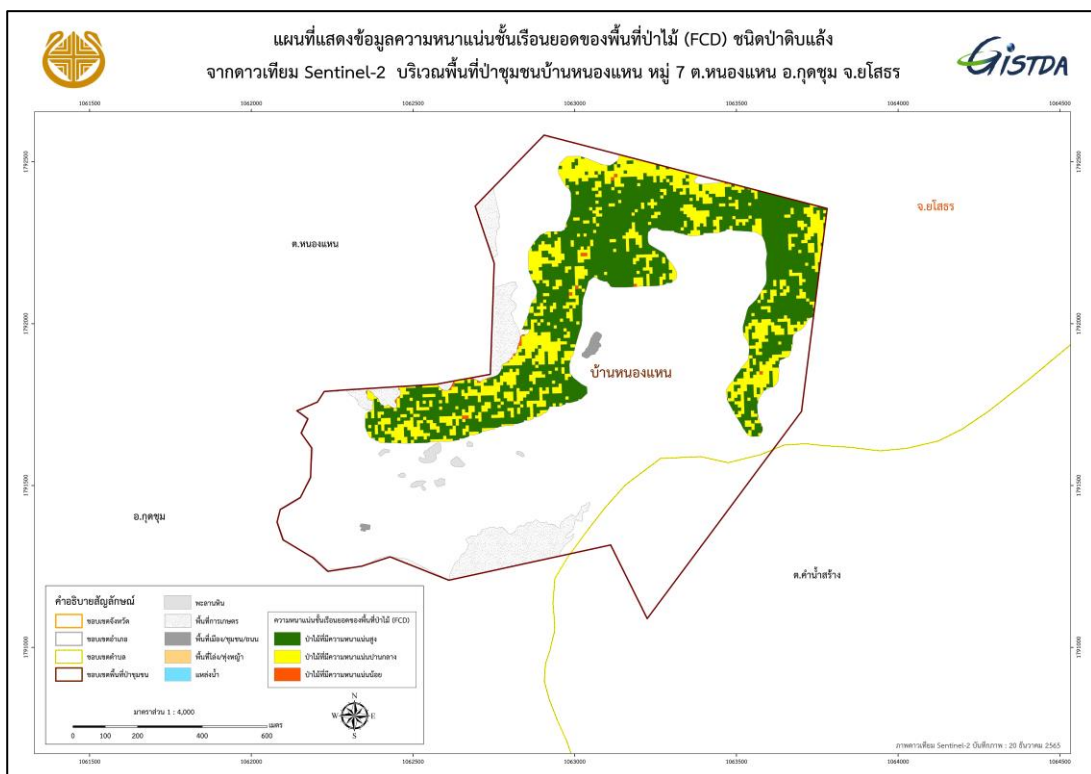 แผนที่แสดงข้อมูลความหนาแน่นชั้นเรือนยอดของพื้นที่ป่าไม้ (FCD) ชนิดป่าดิบแล้ง
จากดาวเทียม Sentinel-2 บริเวณพื้นที่ป่าชุมชนบ้านหนองแหน หมู่ 7 ต.หนองแหน อ.กุดชุม จ.ยโสธร
GISTDA
1061500 1062000 1062500 1063000 1063500 1064000 1064500
1792500 1792500
จ.ยโสธร
ต.หนองแหน
1792000 1792000
บ้านหนองแหน
1791500 1791500
อ.กุดชุม
ต.คำน้ำสร้าง
คำอธิบายสัญลักษณ์
ขอบเขตจังหวัด
ขอบเขตอำเภอ
ขอบเขตตำบล
ขอบเขตพื้นที่ป่าชุมชน
พะลานหิน
พื้นที่การเกษตร
พื้นที่เมือง/ชุมชน/ถนน
พื้นที่โล่ง/ทุ่งหญ้า
แหล่งน้ำ
ความหนาแน่นชั้นเรือนยอดของพื้นที่ป่าไม้ (FCD)
ป่าไม้ที่มีความหนาแน่นสูง
ป่าไม้ที่มีความหนาแน่นปานกลาง
ป่าไม้ที่มีความหนาแน่นน้อย
1791000 1791000
มาตราส่วน 1 : 4,000
เมตร
0 100 200 400 600
N
W E
S
ภาพดาวเทียม Sentinel-2 บันทึกภาพ : 20 ธันวาคม 2565
1061500 1062000 1062500 1063000 1063500 1064000 1064500